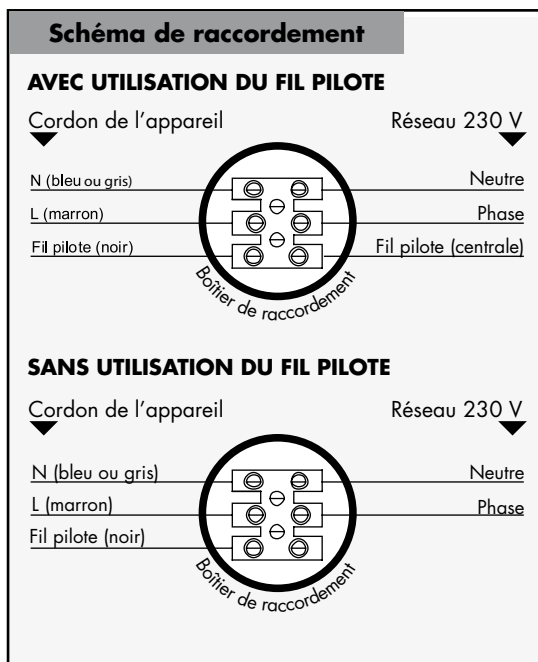 Schéma de raccordement
AVEC UTILISATION DU FIL PILOTE
Cordon de l'appareil Réseau 230 V
N (bleu ou gris) Neutre
L (marron) Phase
Fil pilote (noir) Fil pilote (centrale)
Boîtier de raccordement
SANS UTILISATION DU FIL PILOTE
Cordon de l'appareil Réseau 230 V
N (bleu ou gris) Neutre
L (marron) Phase
Fil pilote (noir)
Boîtier de raccordement